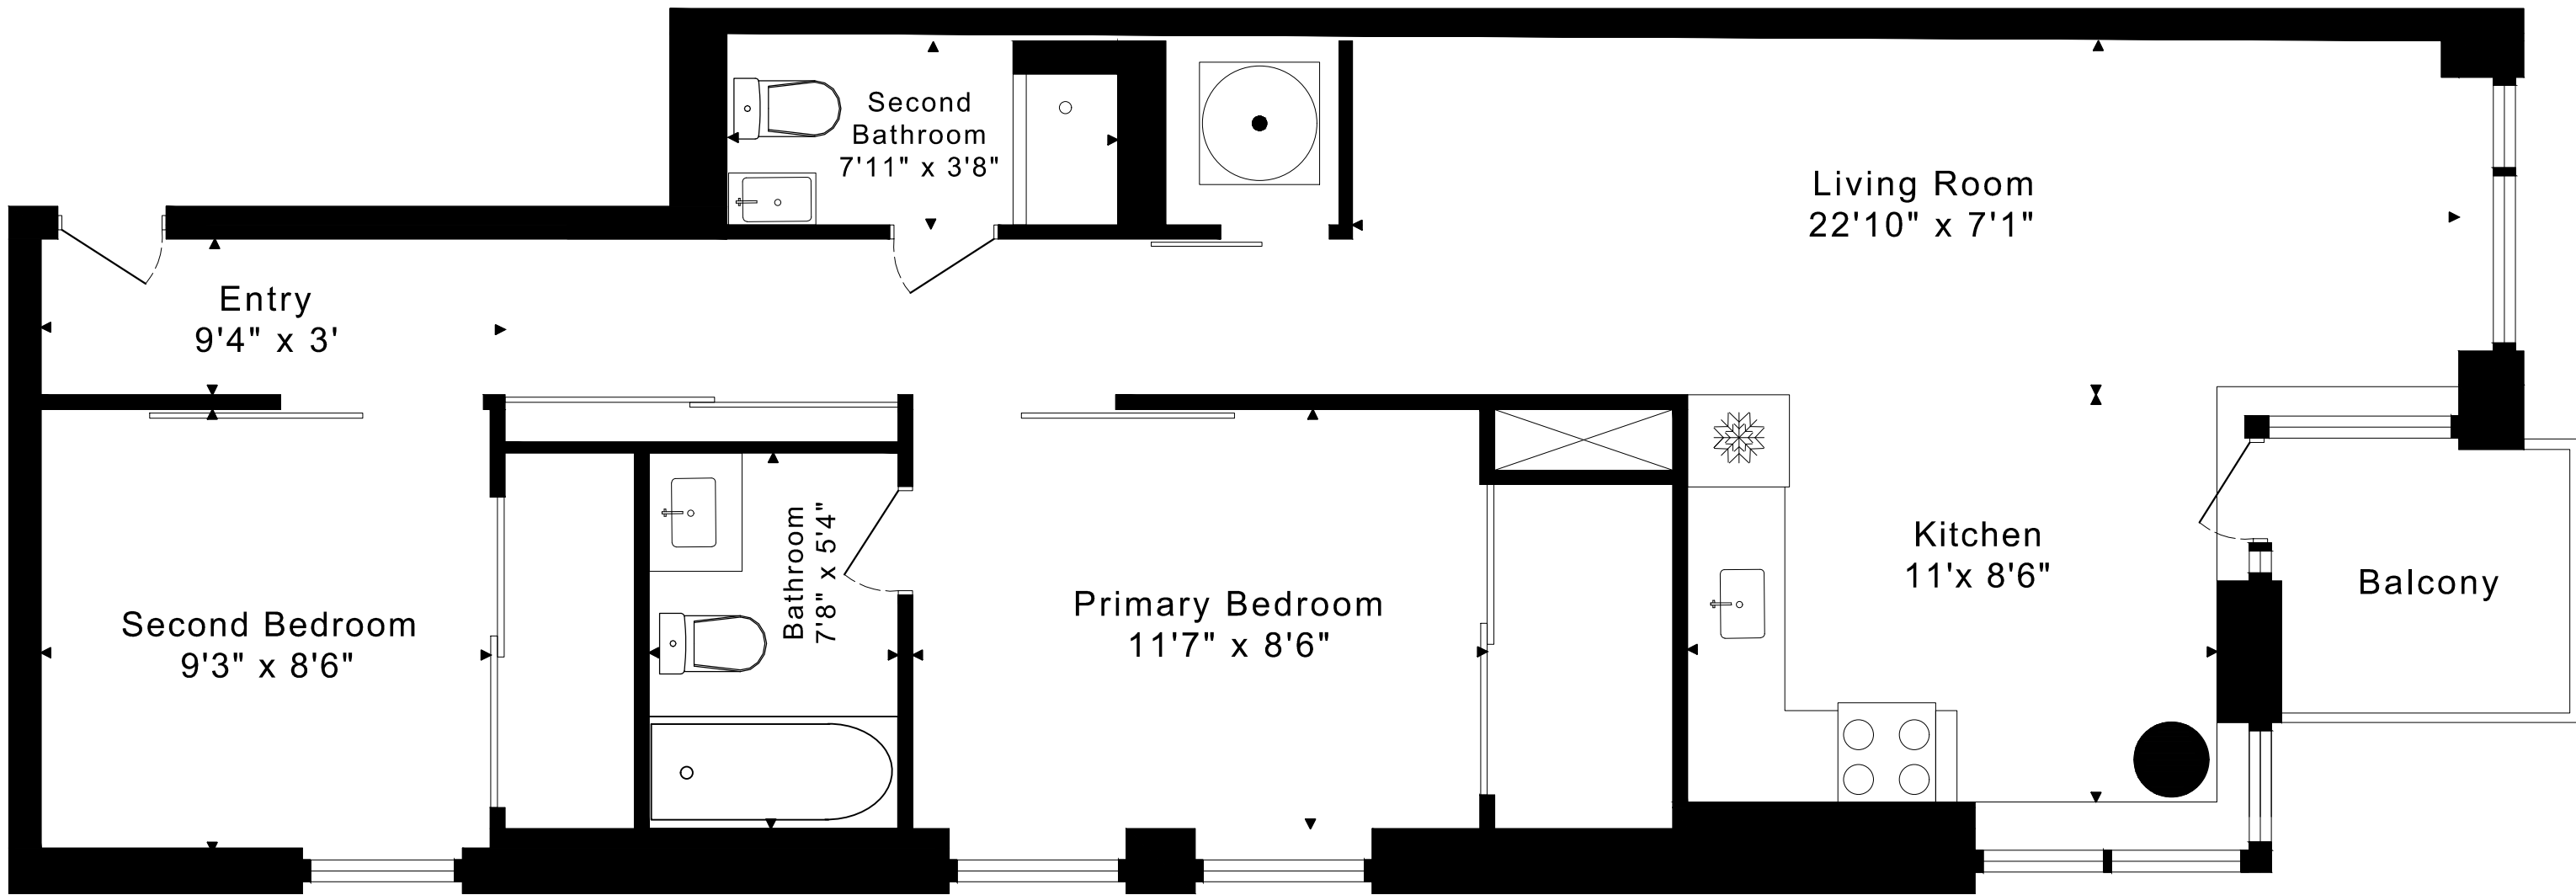 Second
Bathroom
7'11" x 3'8"
Living Room
22'10" x 7'1"
Entry
9'4" x 3'
Bathroom
7'8" x 5'4"
Kitchen
11'x 8'6"
Balcony
Primary Bedroom
11'7" x 8'6"
Second Bedroom
9'3" x 8'6"